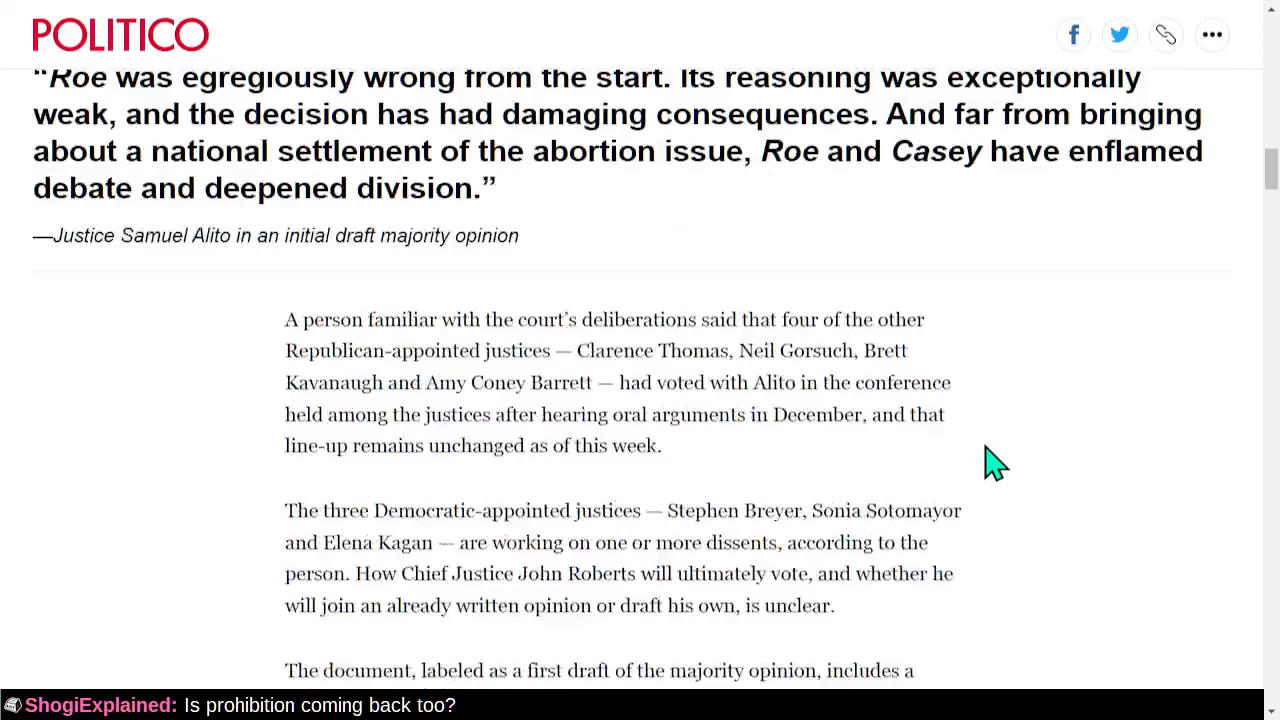 POLITICO
“Roe was egregiously wrong from the start. Its reasoning was exceptionally
weak, and the decision has had damaging consequences. And far from bringing
about a national settlement of the abortion issue, Roe and Casey have enflamed
debate and deepened division.”
—Justice Samuel Alito in an initial draft majority opinion
A person familiar with the court’s deliberations said that four of the other
Republican-appointed justices — Clarence Thomas, Neil Gorsuch, Brett
Kavanaugh and Amy Coney Barrett — had voted with Alito in the conference
held among the justices after hearing oral arguments in December, and that
line-up remains unchanged as of this week.
The three Democratic-appointed justices — Stephen Breyer, Sonia Sotomayor
and Elena Kagan — are working on one or more dissents, according to the
person. How Chief Justice John Roberts will ultimately vote, and whether he
will join an already written opinion or draft his own, is unclear.
The document, labeled as a first draft of the majority opinion, includes a
ShogiExplained: Is prohibition coming back too?